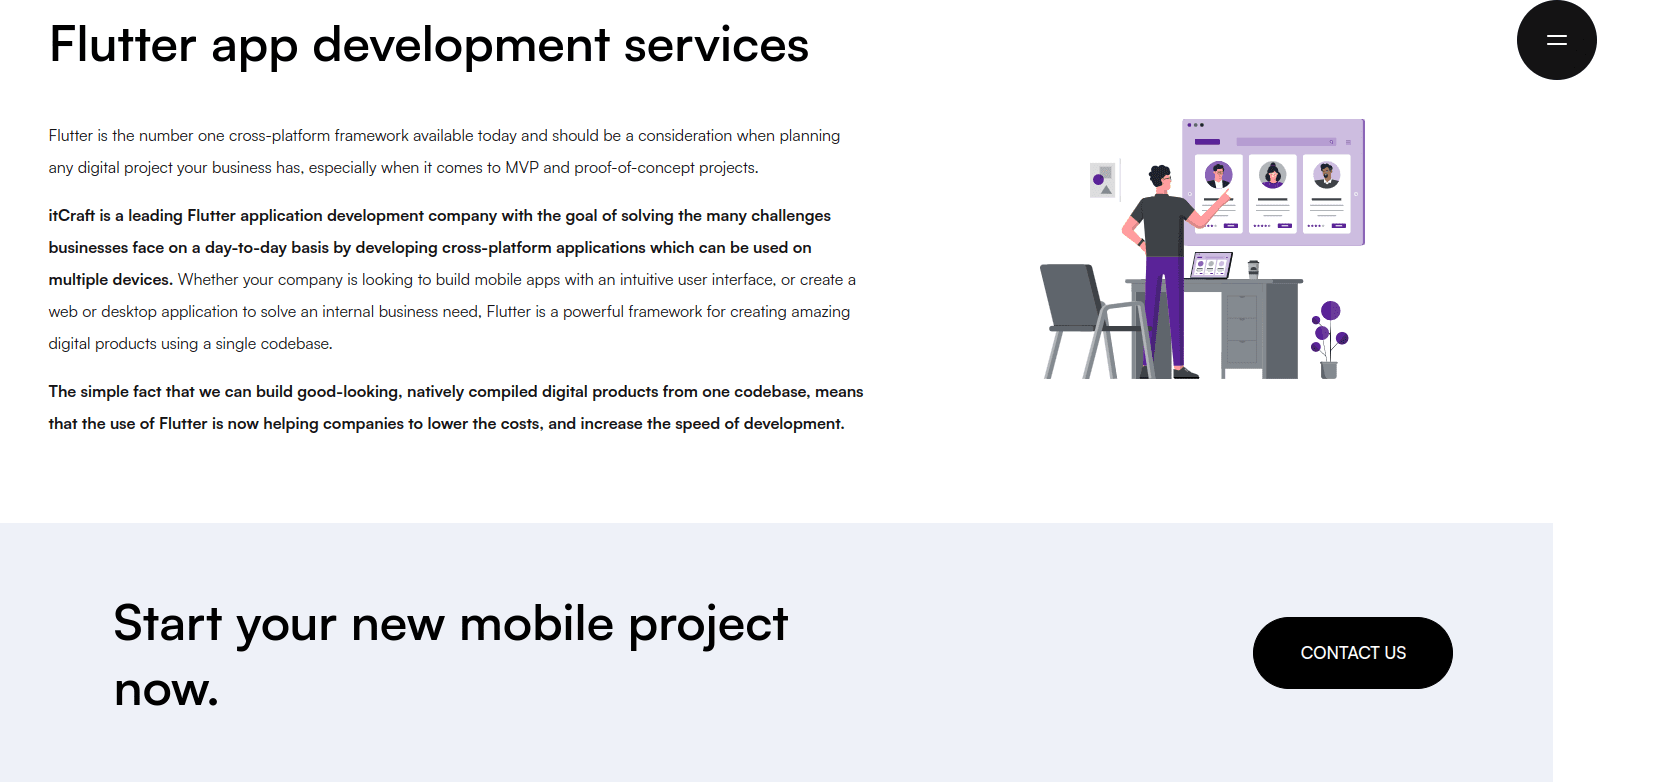 Flutter app development services
Flutter is the number one cross-platform framework available today and should be a consideration when planning
any digital project your business has, especially when it comes to MVP and proof-of-concept projects.
itCraft is a leading Flutter application development company with the goal of solving the many challenges
businesses face on a day-to-day basis by developing cross-platform applications which can be used on
multiple devices. Whether your company is looking to build mobile apps with an intuitive user interface, or create a
web or desktop application to solve an internal business need, Flutter is a powerful framework for creating amazing
digital products using a single codebase.
The simple fact that we can build good-looking, natively compiled digital products from one codebase, means
that the use of Flutter is now helping companies to lower the costs, and increase the speed of development.
Start your new mobile project
now.
CONTACT US